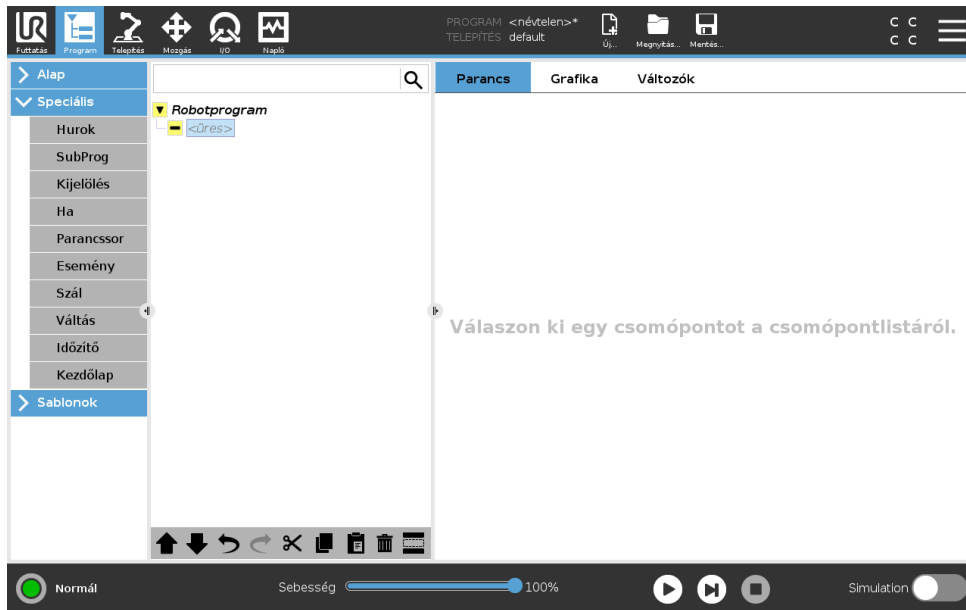 PROGRAM <névtelen>*
TELEPÍTÉS default
Futtatás Program Telepítés Mozgás I/O Napló Új... Megnyitás... Mentés...
C C
C C
Alap
Speciális
Hurok
SubProg
Kijelölés
Ha
Parancssor
Esemény
Szál
Váltás
Időzítő
Kezdőlap
Sablonok
Robotprogram
<üres>
Parancs Grafika Változók
Válaszon ki egy csomópontot a csomópontlistáról.
Normál Sebesség 100% Simulation